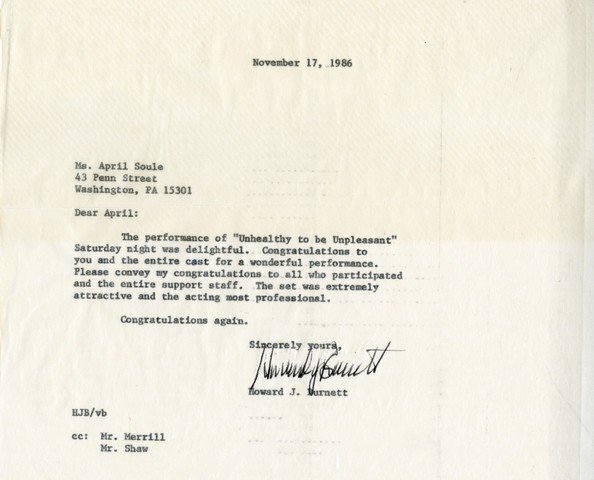 November 17, 1986
Ms. April Soule
43 Penn Street
Washington, PA 15301
Dear April:
The performance of "Unhealthy to be Unpleasant"
Saturday night was delightful. Congratulations to
you and the entire cast for a wonderful performance.
Please convey my congratulations to all who participated
and the entire support staff. The set was extremely
attractive and the acting most professional.
Congratulations again.
Sincerely yours,
Howard J. Burnett
Howard J. Burnett
HJB/vb
cc: Mr. Merrill
Mr. Shaw